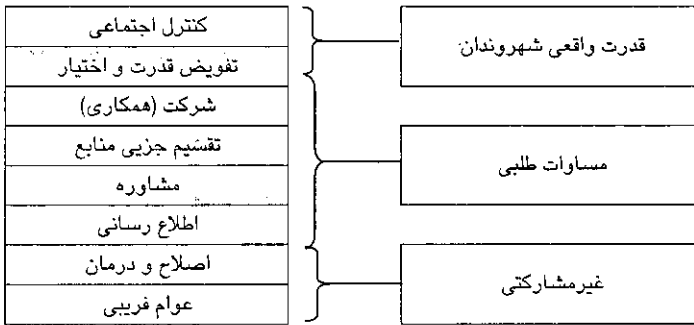 کنترل اجتماعی
تفویض قدرت و اختیار
شرکت (همکاری)
تقسیم جزیی منابع
مشاوره
اطلاع رسانی
اصلاح و درمان
عوام فریبی
قدرت واقعی شهروندان
مساوات طلبی
غیرمشارکتی